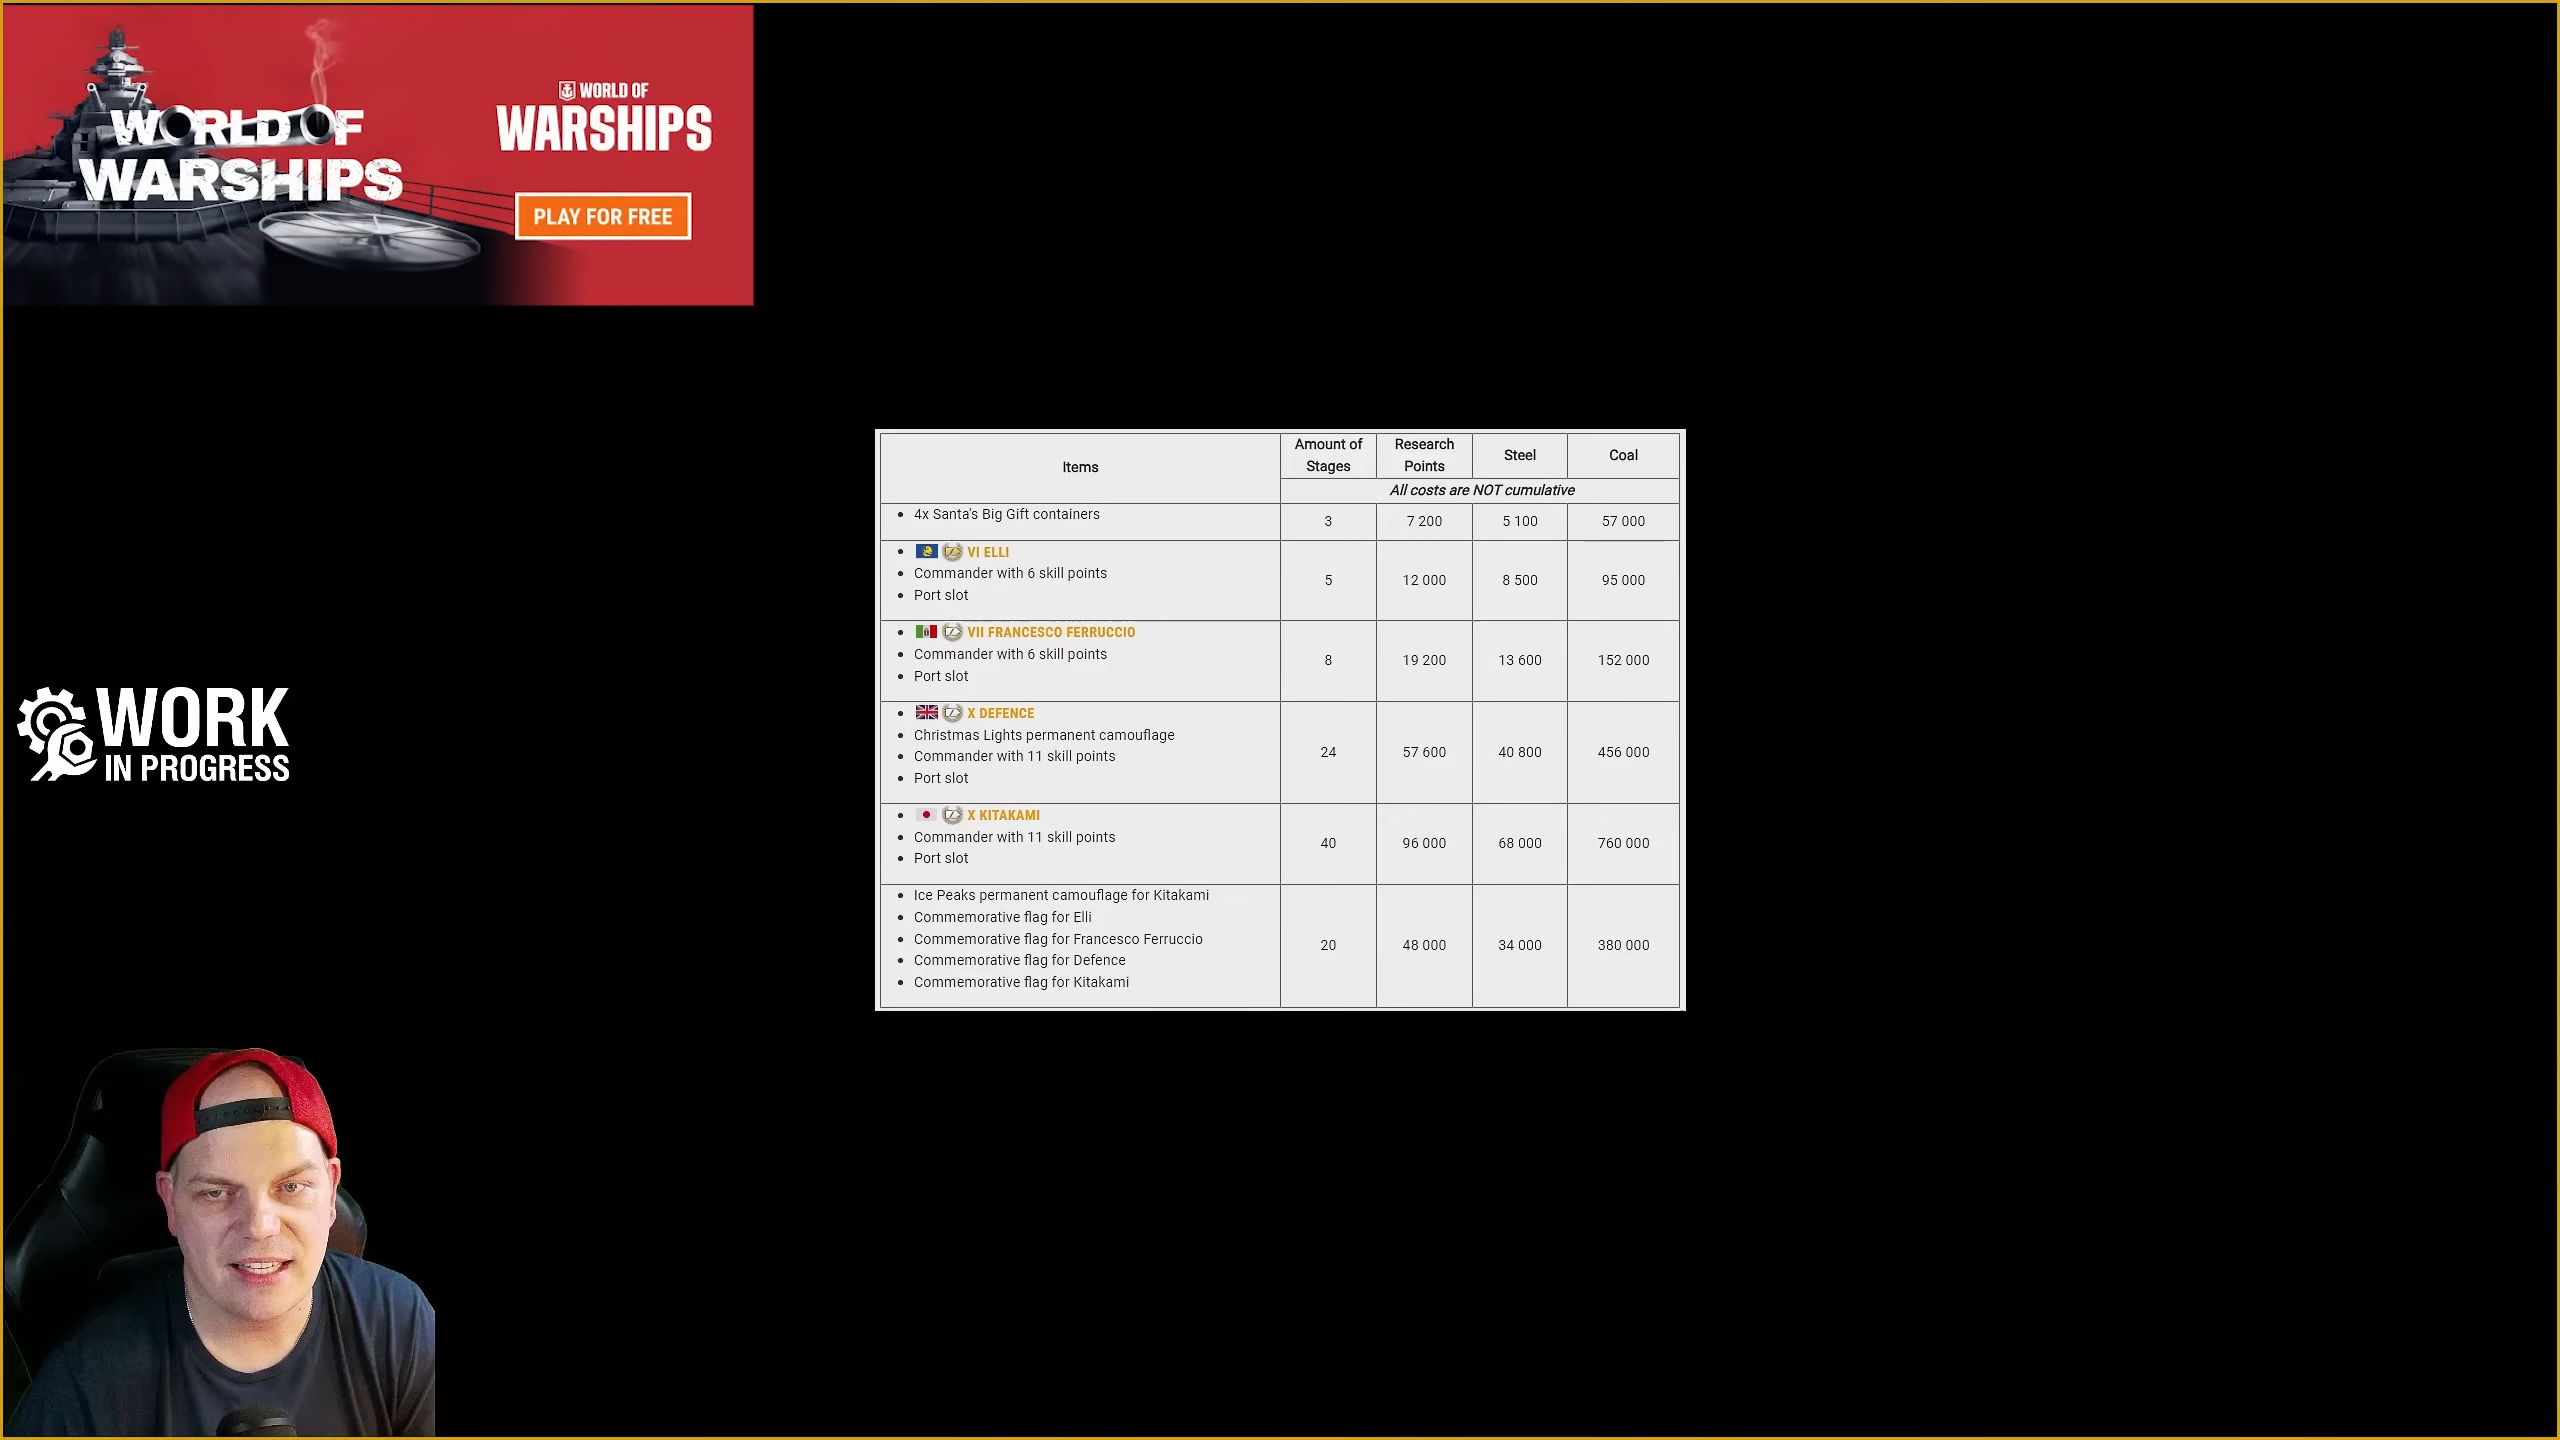 WORLD OF
WARSHIPS
WORLD OF
WARSHIPS
PLAY FOR FREE
WORK
IN PROGRESS
Items
Amount of
Stages
Research
Points
Steel
Coal
All costs are NOT cumulative
4x Santa's Big Gift containers
3
7 200
5 100
57 000
VI ELLI
Commander with 6 skill points
Port slot
5
12 000
8 500
95 000
VII FRANCESCO FERRUCCIO
Commander with 6 skill points
Port slot
8
19 200
13 600
152 000
X DEFENCE
Christmas Lights permanent camouflage
Commander with 11 skill points
Port slot
24
57 600
40 800
456 000
X KITAKAMI
Commander with 11 skill points
Port slot
40
96 000
68 000
760 000
Ice Peaks permanent camouflage for Kitakami
Commemorative flag for Elli
Commemorative flag for Francesco Ferruccio
Commemorative flag for Defence
Commemorative flag for Kitakami
20
48 000
34 000
380 000